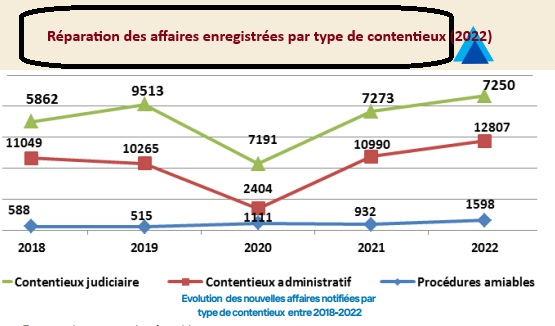 Réparation des affaires enregistrées par type de contentieux (2022)
5862 9513 7191 7273 7250
11049 10265 2404 10990 12807
588 515 1111 932 1598
2018 2019 2020 2021 2022
Contentieux judiciaire Contentieux administratif Procédures amiables
Evolution des nouvelles affaires notifiées par
type de contentieux entre 2018-2022